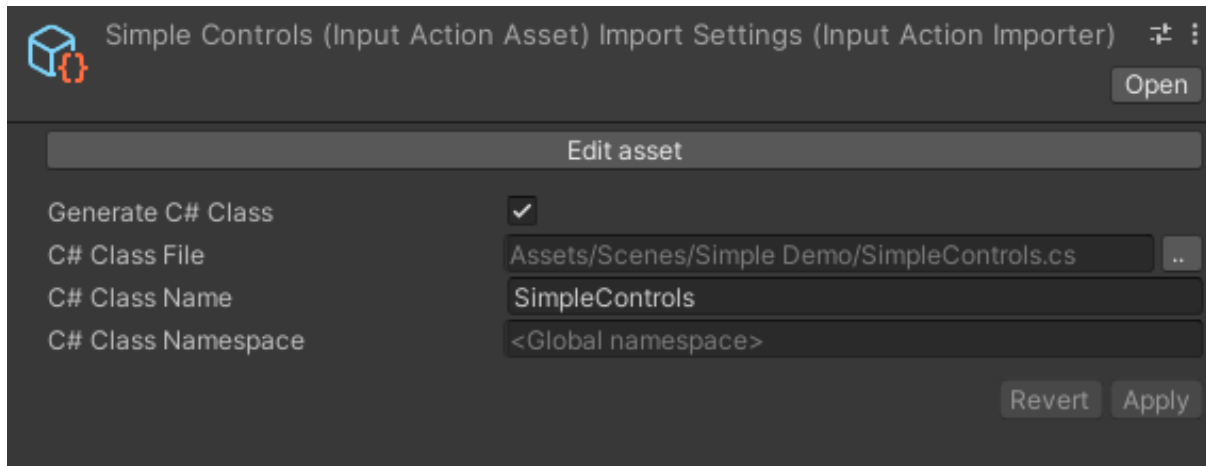 Simple Controls (Input Action Asset) Import Settings (Input Action Importer)
Open
Edit asset
Generate C# Class
C# Class File Assets/Scenes/Simple Demo/SimpleControls.cs ..
C# Class Name SimpleControls
C# Class Namespace <Global namespace>
Revert Apply